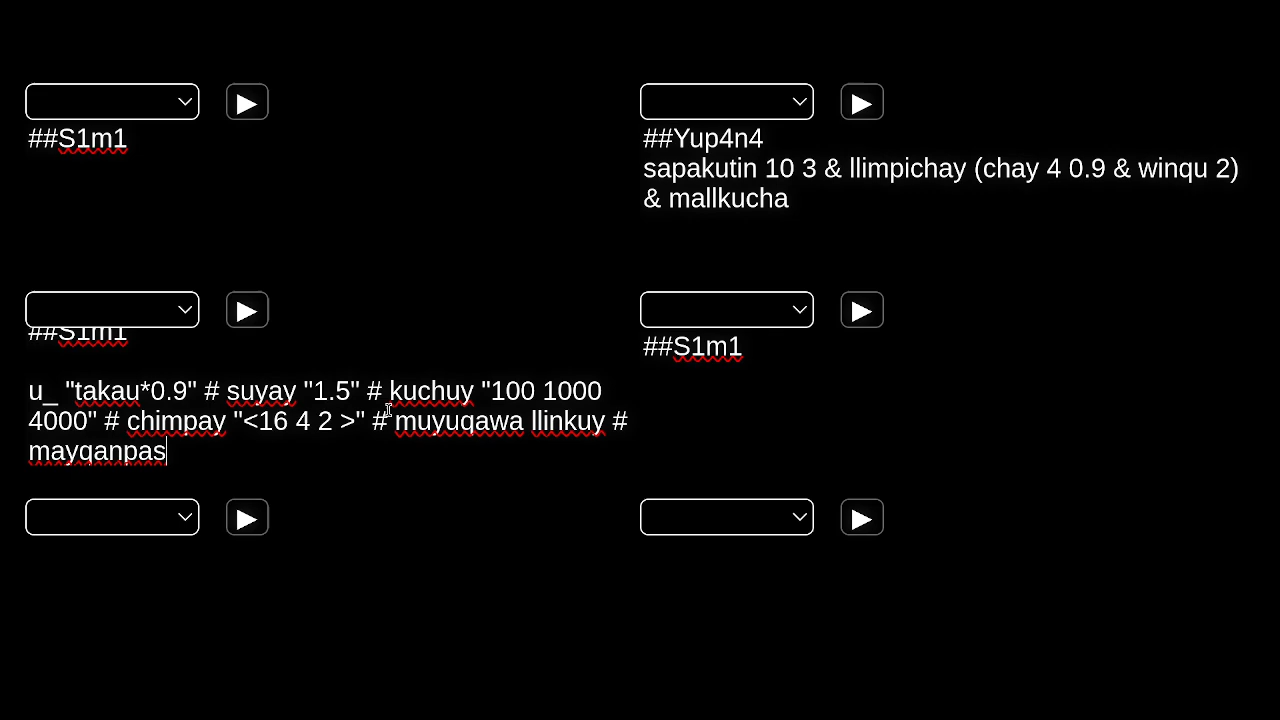 ##S1m1
##Yup4n4
sapakutin 10 3 & llimpichay (chay 4 0.9 & winqu 2)
& mallkucha
##S1m1
u_ "takau*0.9" # suyay "1.5" # kuchuy "100 1000
4000" # chimpay "<16 4 2 >" # muyuqawa llinkuy #
mayqanpas
##S1m1